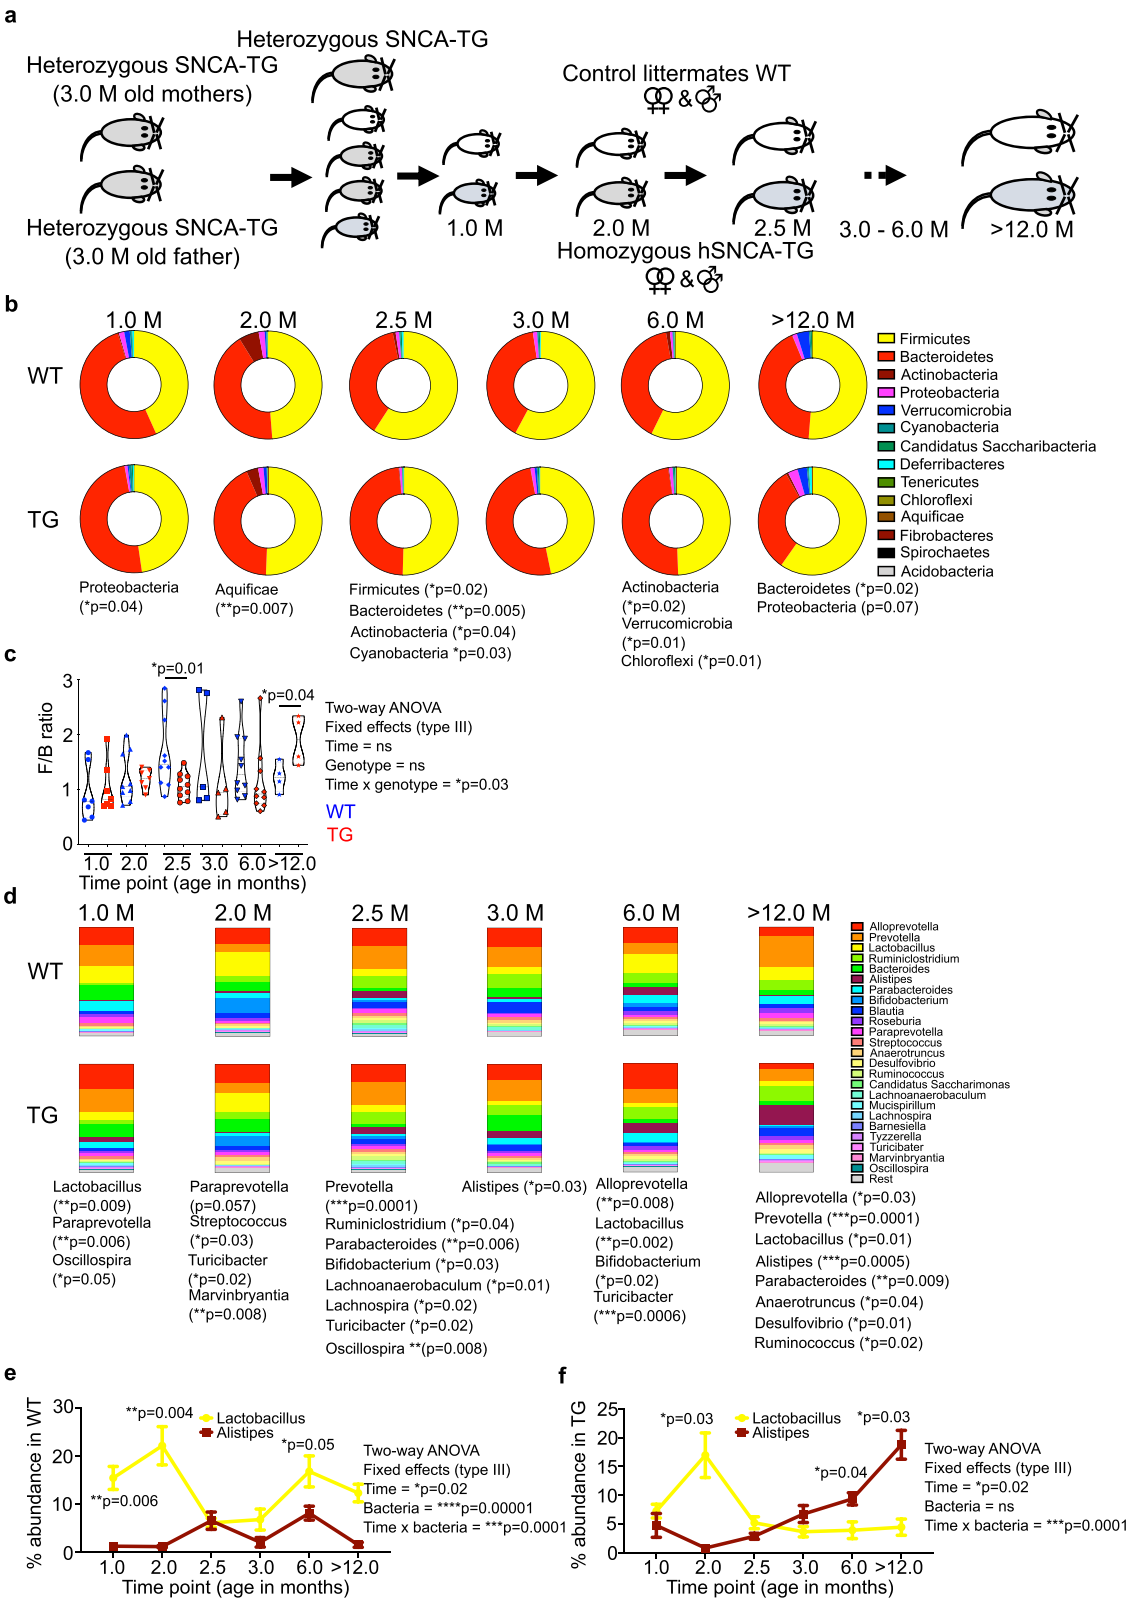 a
Heterozygous SNCA-TG
Heterozygous SNCA-TG
(3.0 M old mothers)
Control littermates WT
&
1.0 M
2.0 M
2.5 M
3.0 - 6.0 M
>12.0 M
Heterozygous SNCA-TG
(3.0 M old father)
Homozygous hSNCA-TG
&
b
1.0 M
2.0 M
2.5 M
3.0 M
6.0 M
>12.0 M
WT
TG
Firmicutes
Bacteroidetes
Actinobacteria
Proteobacteria
Verrucomicrobia
Cyanobacteria
Candidatus Saccharibacteria
Deferribacteres
Tenericutes
Chloroflexi
Aquificae
Fibrobacteres
Spirochaetes
Acidobacteria
Proteobacteria
(*p=0.04)
Aquificae
(**p=0.007)
Firmicutes (*p=0.02)
Bacteroidetes (**p=0.005)
Actinobacteria (*p=0.04)
Cyanobacteria *p=0.03)
Actinobacteria
(*p=0.02)
Verrucomicrobia
(*p=0.01)
Chloroflexi (*p=0.01)
Bacteroidetes (*p=0.02)
Proteobacteria (p=0.07)
c
F/B ratio
3
2
1
0
*p=0.01
*p=0.04
1.0
2.0
2.5
3.0
6.0
>12.0
Time point (age in months)
Two-way ANOVA
Fixed effects (type III)
Time = ns
Genotype = ns
Time x genotype = *p=0.03
WT
TG
d
1.0 M
2.0 M
2.5 M
3.0 M
6.0 M
>12.0 M
WT
TG
Alloprevotella
Prevotella
Lactobacillus
Ruminiclostridium
Bacteroides
Alistipes
Parabacteroides
Bifidobacterium
Blautia
Roseburia
Paraprevotella
Streptococcus
Anaerotruncus
Desulfovibrio
Ruminococcus
Candidatus Saccharimonas
Lachnoanaerobaculum
Mucispirillum
Lachnospira
Barnesiella
Tyzzerella
Turicibater
Marvinbryantia
Oscillospira
Rest
Lactobacillus
(**p=0.009)
Paraprevotella
(**p=0.006)
Oscillospira
(*p=0.05)
Paraprevotella
(p=0.057)
Streptococcus
(*p=0.03)
Turicibater
(*p=0.02)
Marvinbryantia
(**p=0.008)
Prevotella
(***p=0.0001)
Ruminiclostridium (*p=0.04)
Parabacteroides (**p=0.006)
Bifidobacterium (*p=0.03)
Lachnoanaerobaculum (*p=0.01)
Lachnospira (*p=0.02)
Turicibater (*p=0.02)
Oscillospira **(p=0.008)
Alistipes (*p=0.03)
Alloprevotella
(**p=0.008)
Lactobacillus
(**p=0.002)
Bifidobacterium
(*p=0.02)
Turicibater
(***p=0.0006)
Alloprevotella (*p=0.03)
Prevotella (***p=0.0001)
Lactobacillus (*p=0.01)
Alistipes (***p=0.0005)
Parabacteroides (**p=0.009)
Anaerotruncus (*p=0.04)
Desulfovibrio (*p=0.01)
Ruminococcus (*p=0.02)
e
% abundance in WT
30
20
10
0
**p=0.004
**p=0.006
*p=0.05
Lactobacillus
Alistipes
1.0
2.0
2.5
3.0
6.0
>12.0
Time point (age in months)
Two-way ANOVA
Fixed effects (type III)
Time = *p=0.02
Bacteria = ****p=0.00001
Time x bacteria = ***p=0.0001
f
% abundance in TG
25
20
15
10
5
0
*p=0.03
*p=0.04
*p=0.03
Lactobacillus
Alistipes
1.0
2.0
2.5
3.0
6.0
>12.0
Time point (age in months)
Two-way ANOVA
Fixed effects (type III)
Time = *p=0.02
Bacteria = ns
Time x bacteria = ***p=0.0001